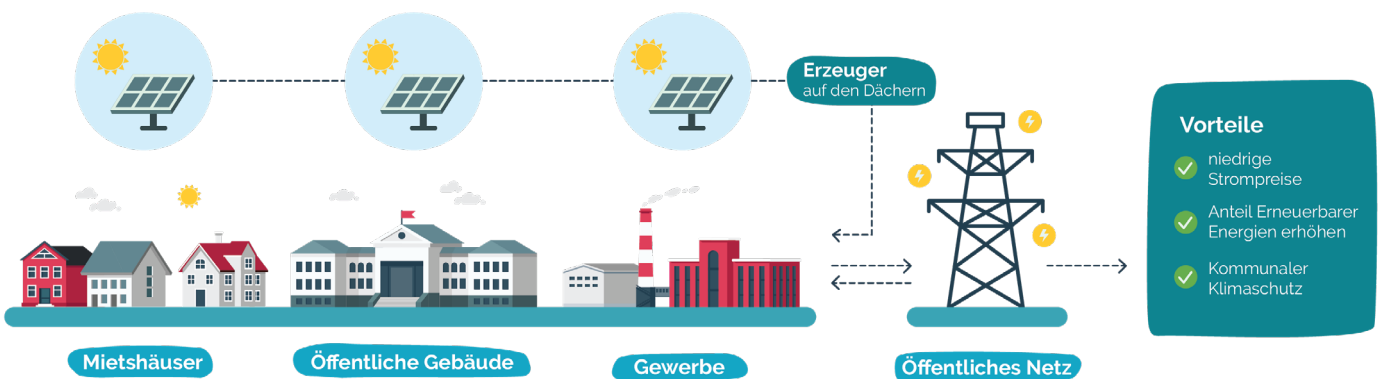 Erzeuger
auf den Dächern
Vorteile
niedrige
Strompreise
Anteil Erneuerbarer
Energien erhöhen
Kommunaler
Klimaschutz
Mietshäuser
Öffentliche Gebäude
Gewerbe
Öffentliches Netz